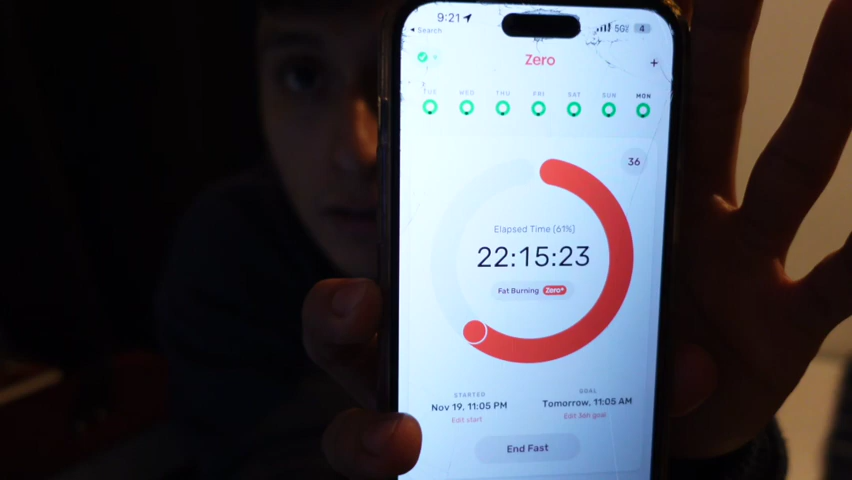 9:21 5G 4
Search
Zero +
TUE WED THU FRI SAT SUN MON
36
Elapsed Time (61%)
22:15:23
Fat Burning Zero+
STARTED
Nov 19, 11:05 PM
Edit start
GOAL
Tomorrow, 11:05 AM
Edit 36h goal
End Fast